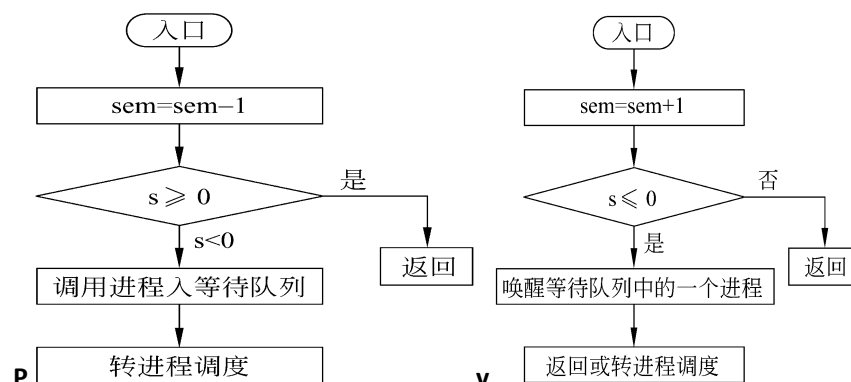 入口
sem=sem−1
s⩾0
是
s<0
返回
调用进程入等待队列
转进程调度
P
入口
sem=sem+1
s⩽0
否
是
返回
唤醒等待队列中的一个进程
返回或转进程调度
V